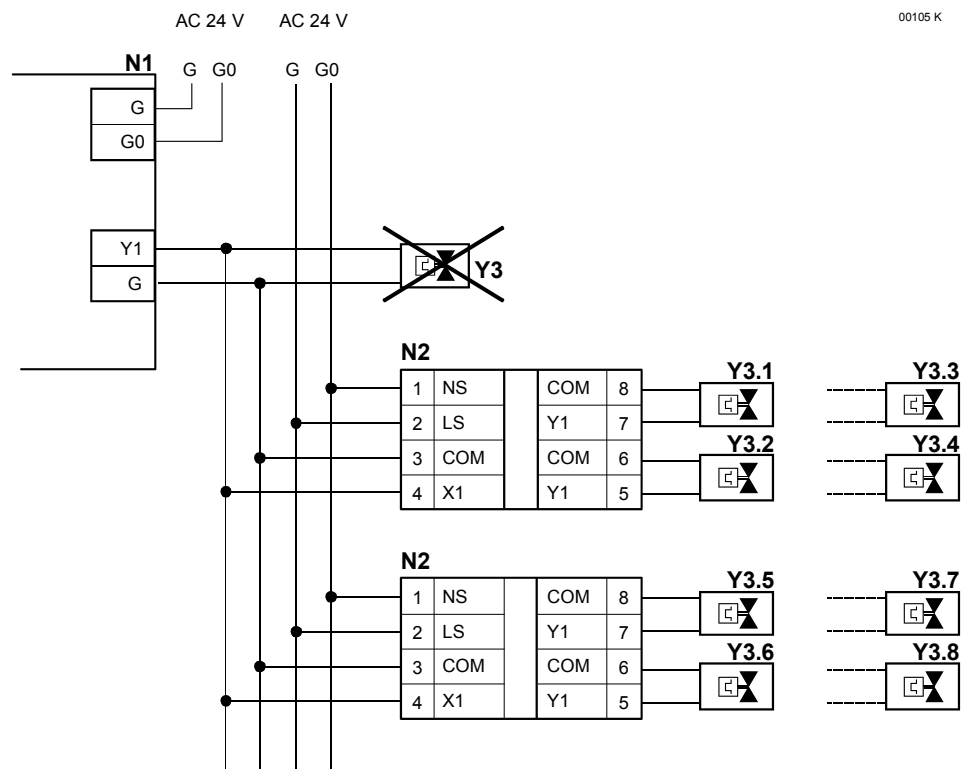 AC 24 V AC 24 V 00105 K
N1 G G0 G G0
G
G0
Y1
G Y3
N2
Y3.1 Y3.3
1 NS COM 8
2 LS Y1 7
Y3.2 Y3.4
3 COM COM 6
4 X1 Y1 5
N2
Y3.5 Y3.7
1 NS COM 8
2 LS Y1 7
Y3.6 Y3.8
3 COM COM 6
4 X1 Y1 5